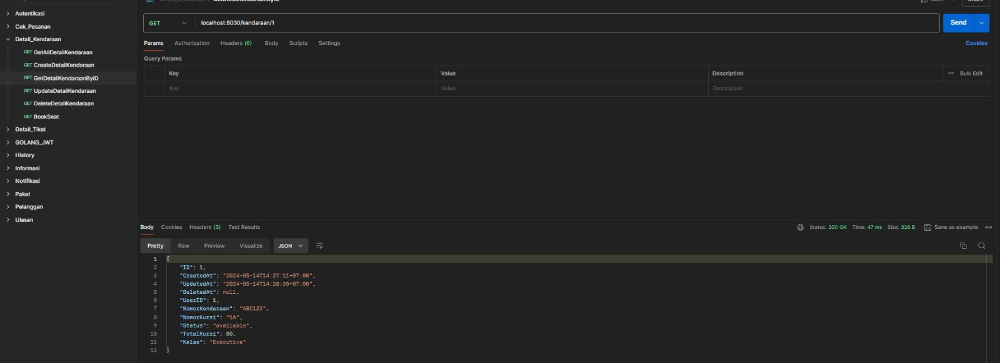 Detail_Kendaraan / GetDetailKendaraanByID
Save
Share
Autentikasi
Cek_Pesanan
Detail_Kendaraan
GET GetAllDetailKendaraan
GET CreateDetailKendaraan
GET GetDetailKendaraanByID
GET UpdateDetailKendaraan
GET DeleteDetailKendaraan
GET BookSeat
Detail_Tiket
GOLANG_JWT
History
Informasi
Notifikasi
Paket
Pelanggan
Ulasan
GET localhost:8030/kendaraan/1 Send
Params Authorization Headers (6) Body Scripts Settings Cookies
Query Params
Key Value Description ••• Bulk Edit
Key Value Description
Body Cookies Headers (3) Test Results Status: 200 OK Time: 47 ms Size: 326 B Save as example •••
Pretty Raw Preview Visualize JSON
1 {
2 "ID": 1,
3 "CreatedAt": "2024-05-14T14:27:11+07:00",
4 "UpdatedAt": "2024-05-14T14:28:35+07:00",
5 "DeletedAt": null,
6 "UserID": 1,
7 "NomorKendaraan": "ABC123",
8 "NomorKursi": "1A",
9 "Status": "available",
10 "TotalKursi": 50,
11 "Kelas": "Executive"
12 }